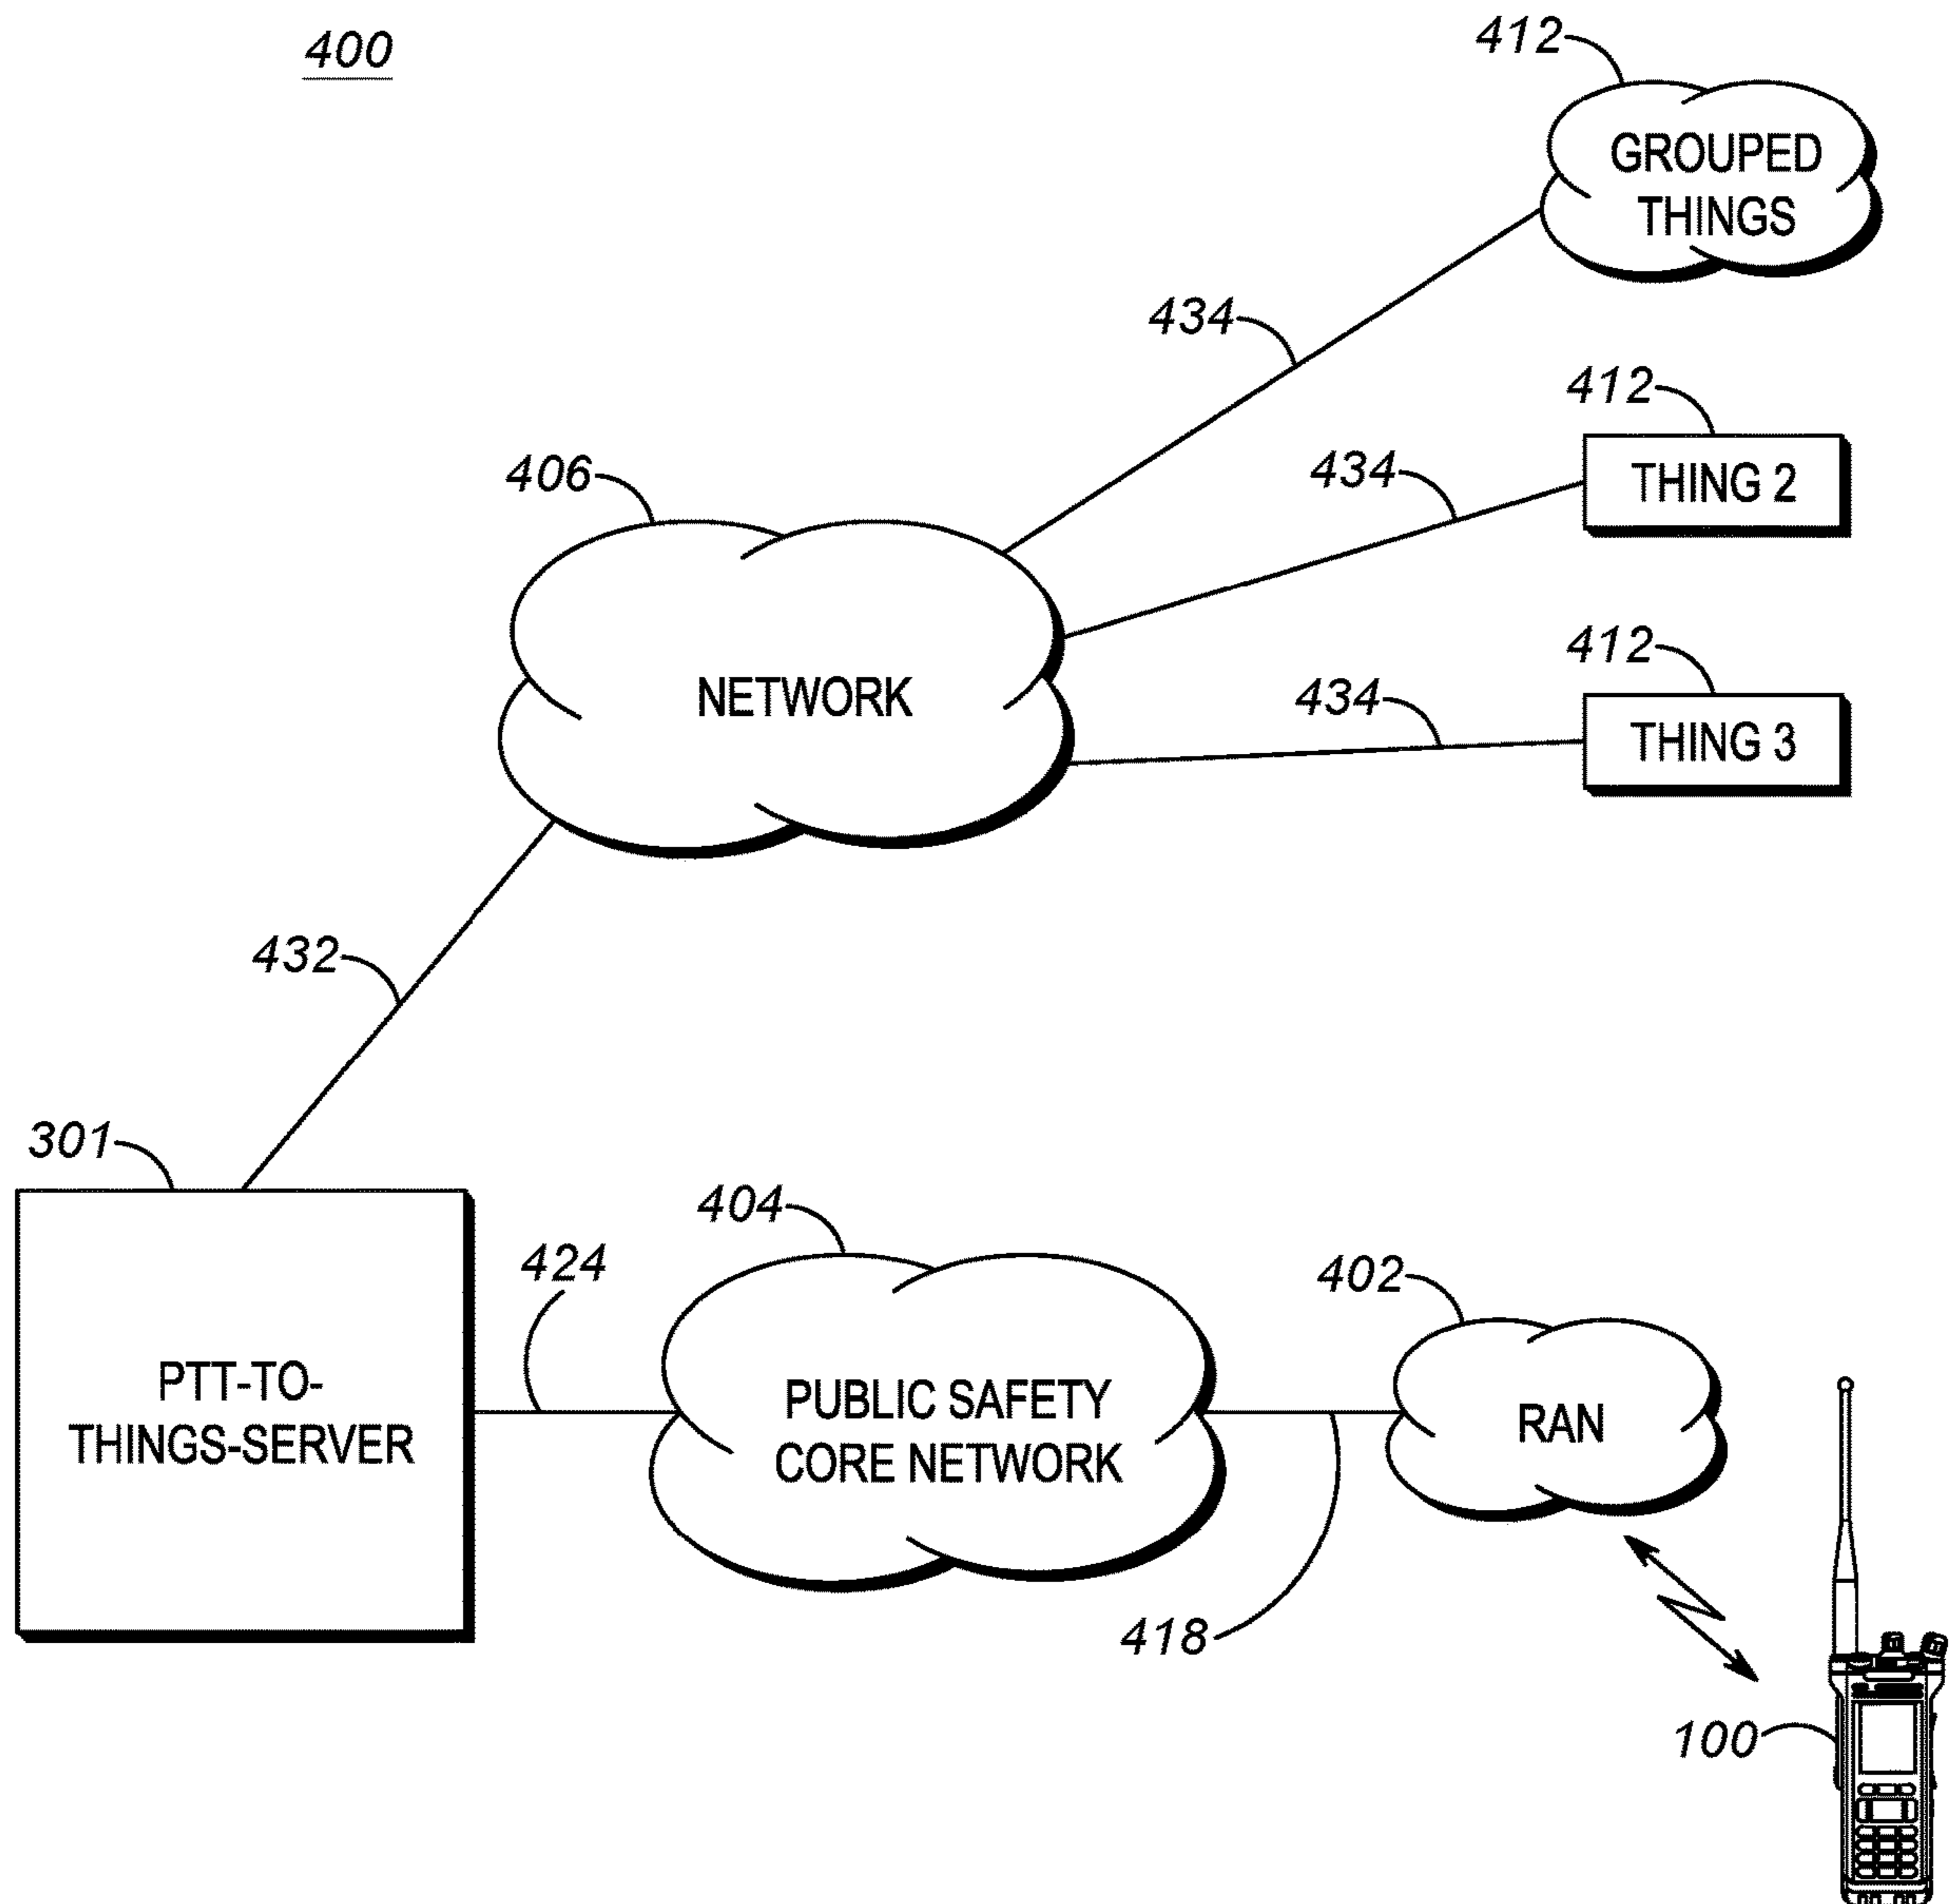 400
412
GROUPED
THINGS
434
412
THING 2
434
406
412
THING 3
434
NETWORK
432
301
PTT-TO-
THINGS-SERVER
424
404
PUBLIC SAFETY
CORE NETWORK
402
RAN
418
100